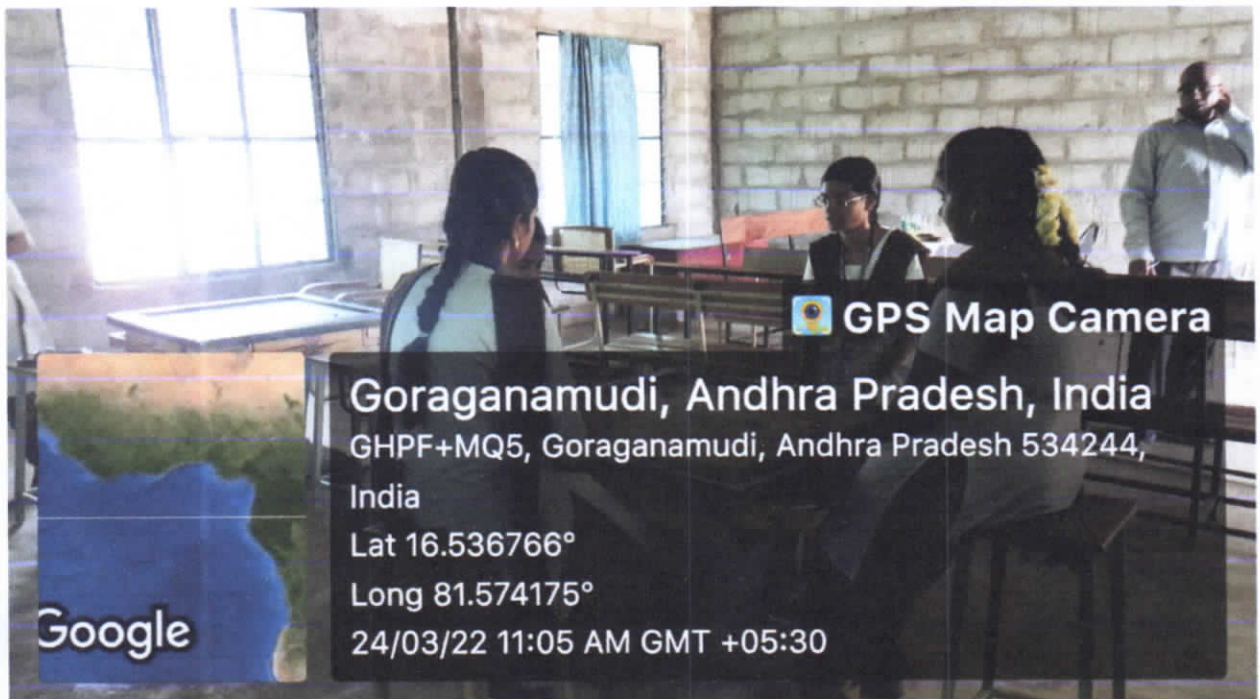 GPS Map Camera
Goraganamudi, Andhra Pradesh, India
GHPF+MQ5, Goraganamudi, Andhra Pradesh 534244,
India
Lat 16.536766°
Long 81.574175°
24/03/22 11:05 AM GMT +05:30
Google